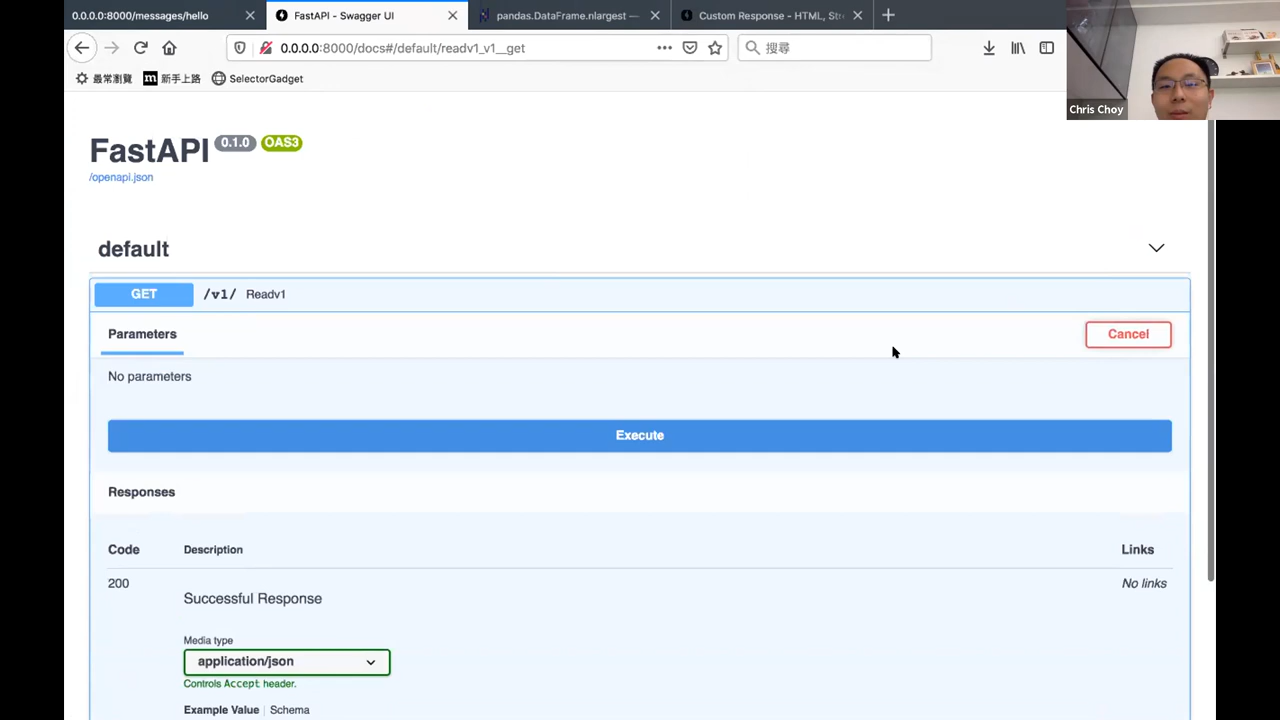 0.0.0.0:8000/messages/hello
FastAPI - Swagger UI
pandas.DataFrame.nlargest —
Custom Response - HTML, Str
0.0.0.0:8000/docs#/default/readv1_v1__get
搜尋
最常瀏覽
m 新手上路
SelectorGadget
Chris Choy
FastAPI 0.1.0 OAS3
/openapi.json
default
GET /v1/ Readv1
Parameters
Cancel
No parameters
Execute
Responses
Code Description Links
200 Successful Response No links
Media type
application/json
Controls Accept header.
Example Value | Schema